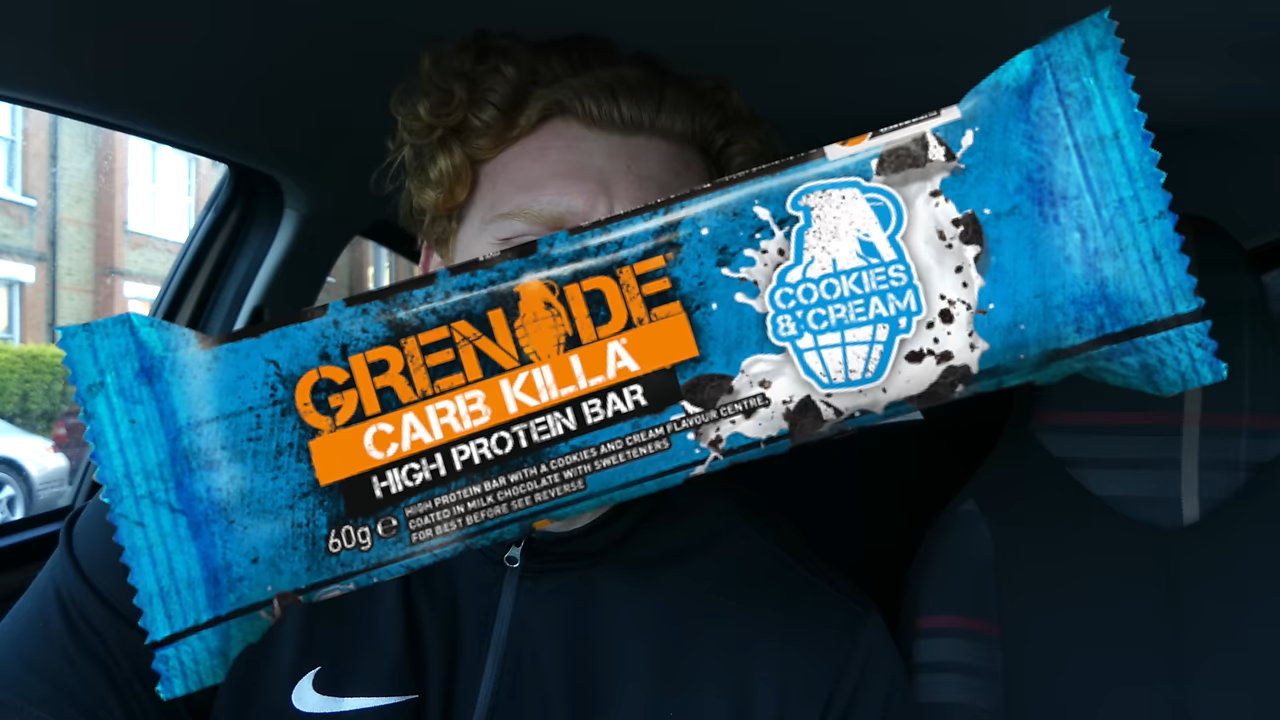 GRENADE
CARB KILLA
HIGH PROTEIN BAR
HIGH PROTEIN BAR WITH A COOKIES AND CREAM FLAVOUR CENTRE,
COATED IN MILK CHOCOLATE WITH SWEETENERS
FOR BEST BEFORE SEE REVERSE
60g e
COOKIES
& CREAM